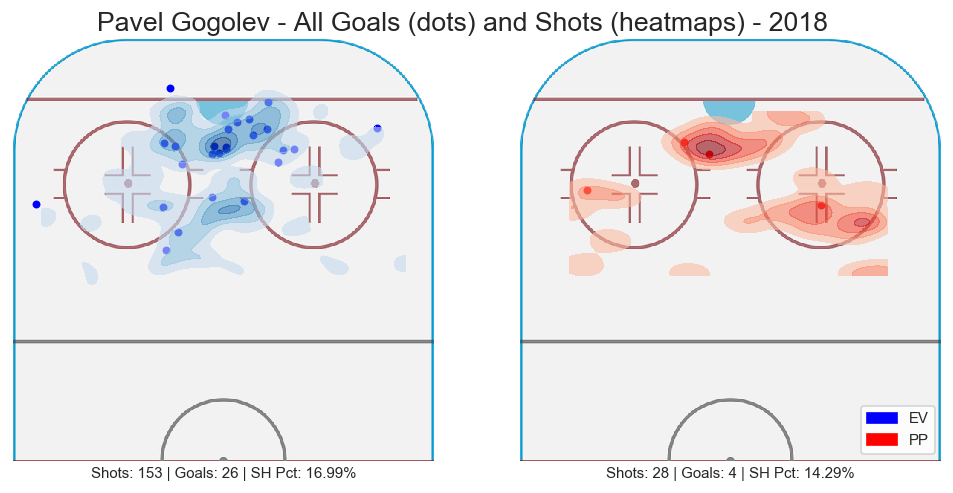 Pavel Gogolev - All Goals (dots) and Shots (heatmaps) - 2018
EV
PP
Shots: 153 | Goals: 26 | SH Pct: 16.99%
Shots: 28 | Goals: 4 | SH Pct: 14.29%